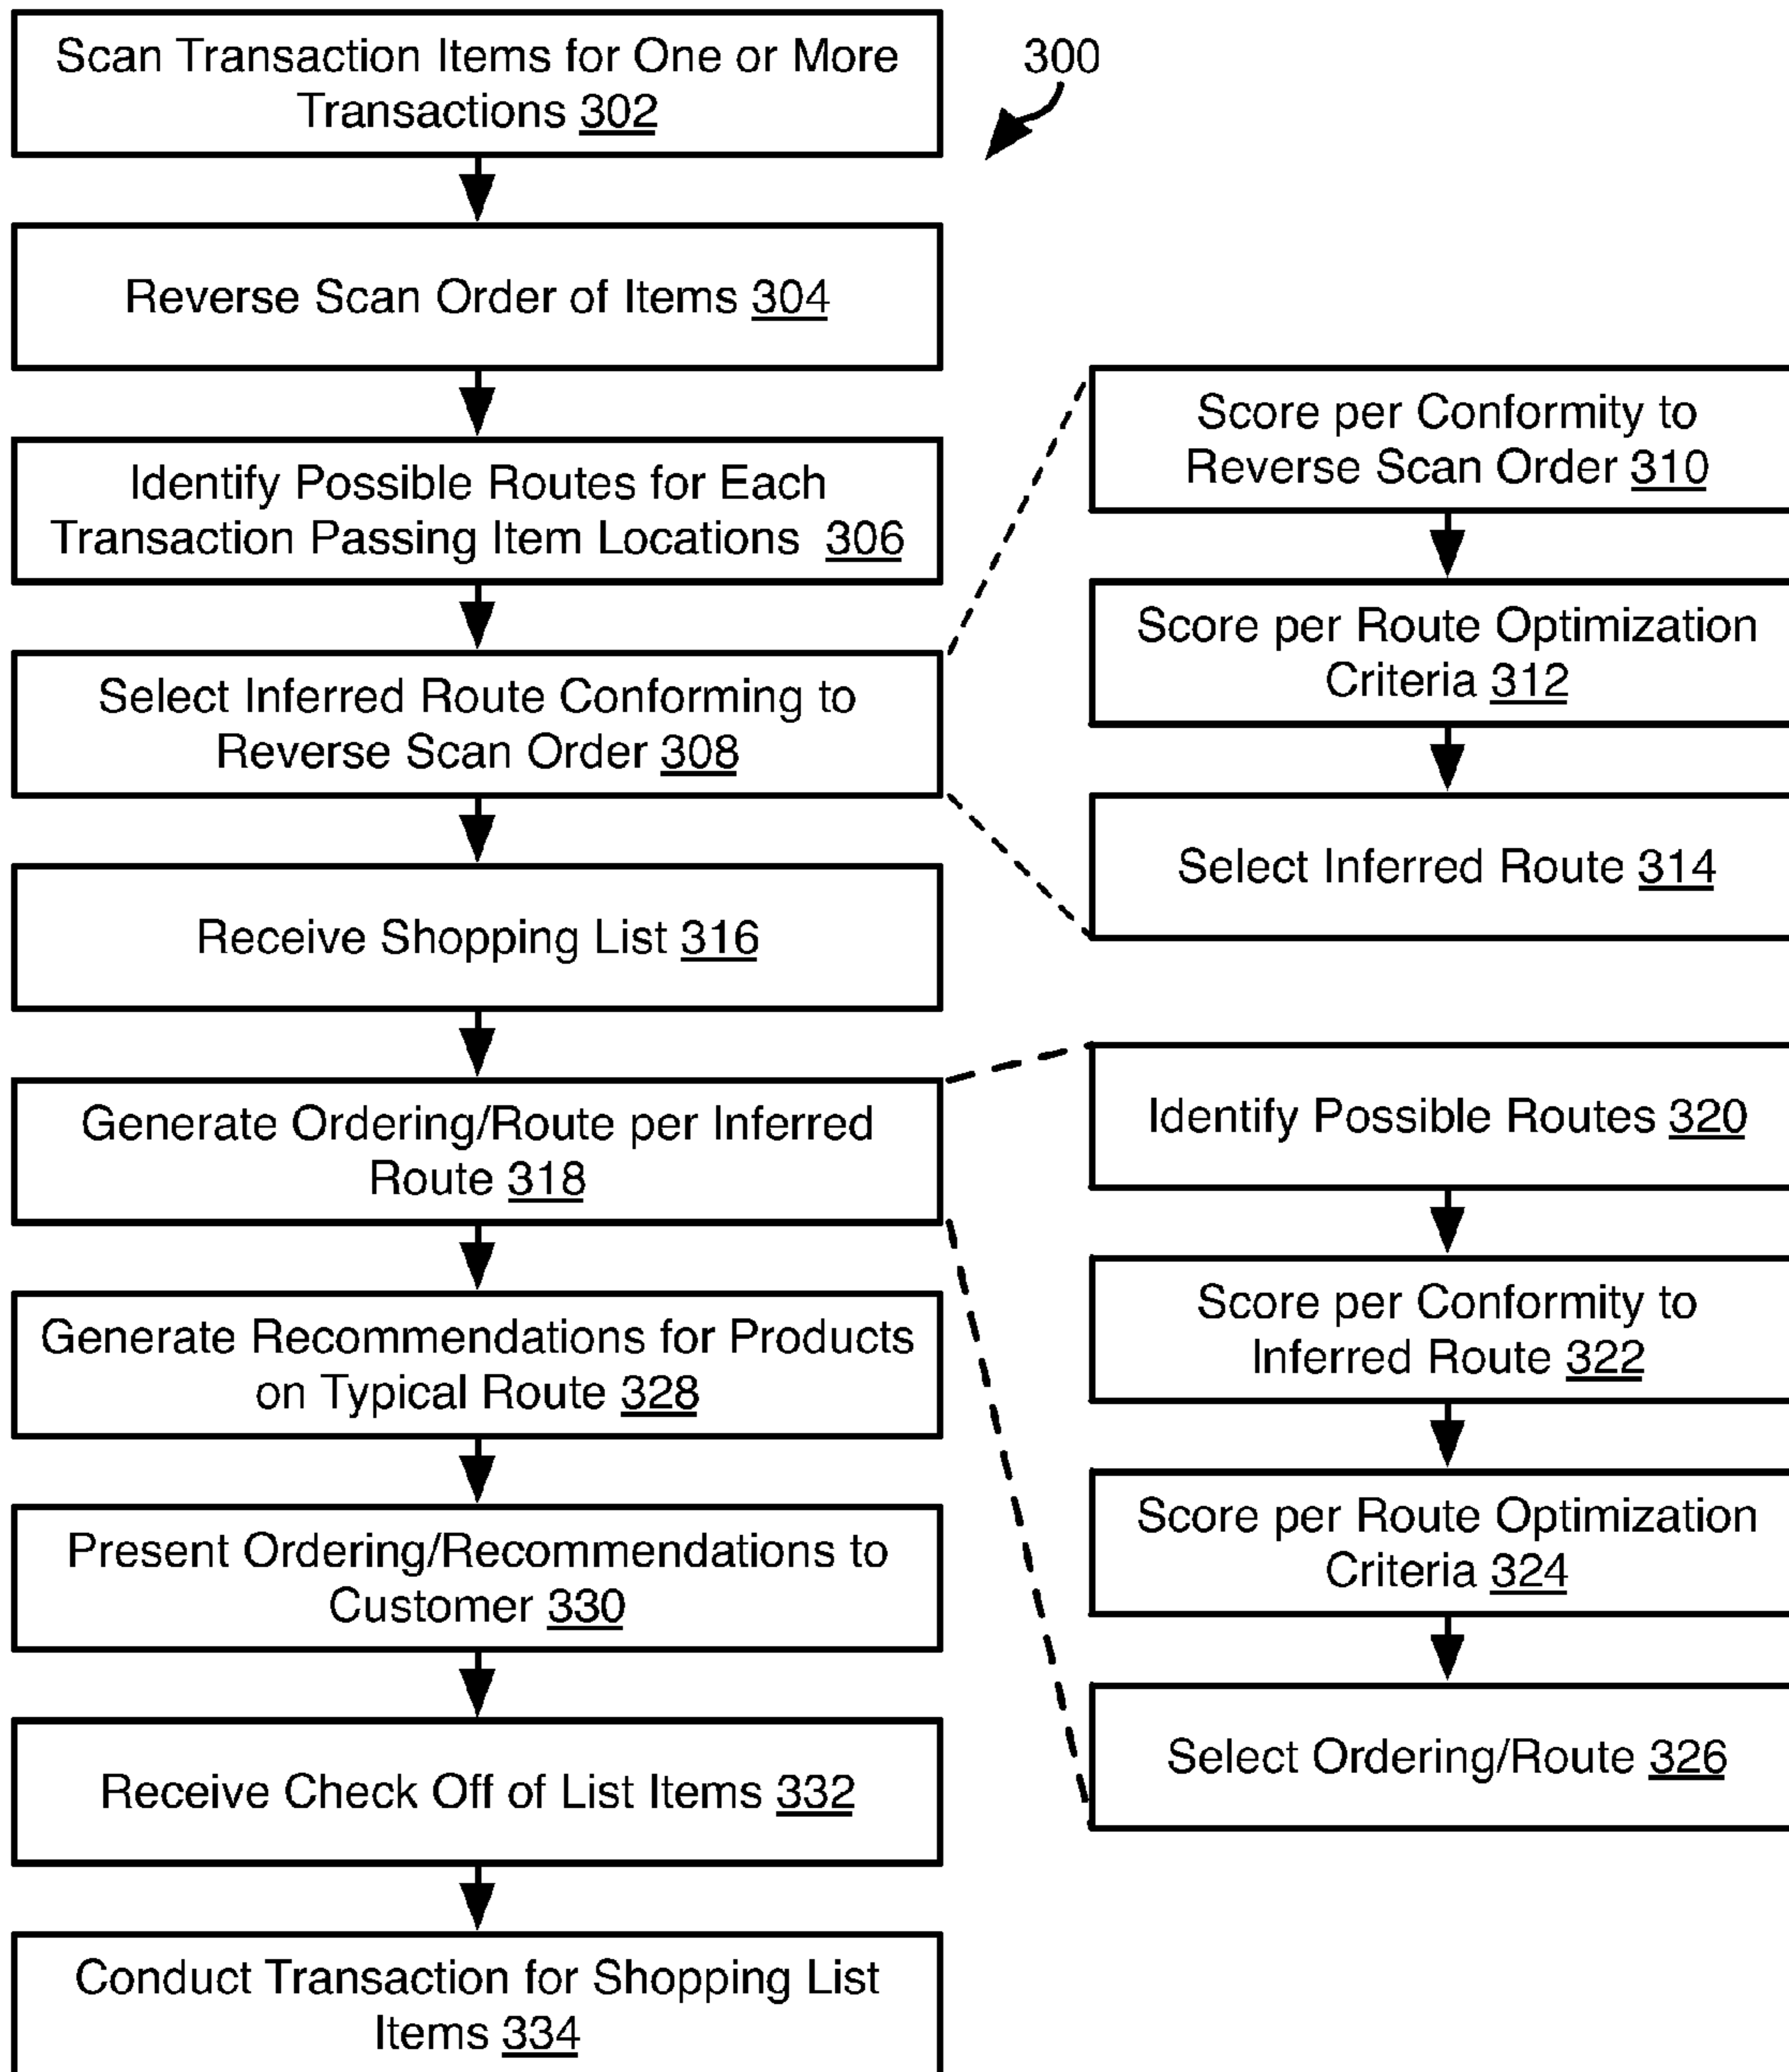 Scan Transaction Items for One or More
Transactions 302
300
Reverse Scan Order of Items 304
Identify Possible Routes for Each
Transaction Passing Item Locations 306
Select Inferred Route Conforming to
Reverse Scan Order 308
Score per Conformity to
Reverse Scan Order 310
Score per Route Optimization
Criteria 312
Select Inferred Route 314
Receive Shopping List 316
Generate Ordering/Route per Inferred
Route 318
Identify Possible Routes 320
Score per Conformity to
Inferred Route 322
Score per Route Optimization
Criteria 324
Select Ordering/Route 326
Generate Recommendations for Products
on Typical Route 328
Present Ordering/Recommendations to
Customer 330
Receive Check Off of List Items 332
Conduct Transaction for Shopping List
Items 334